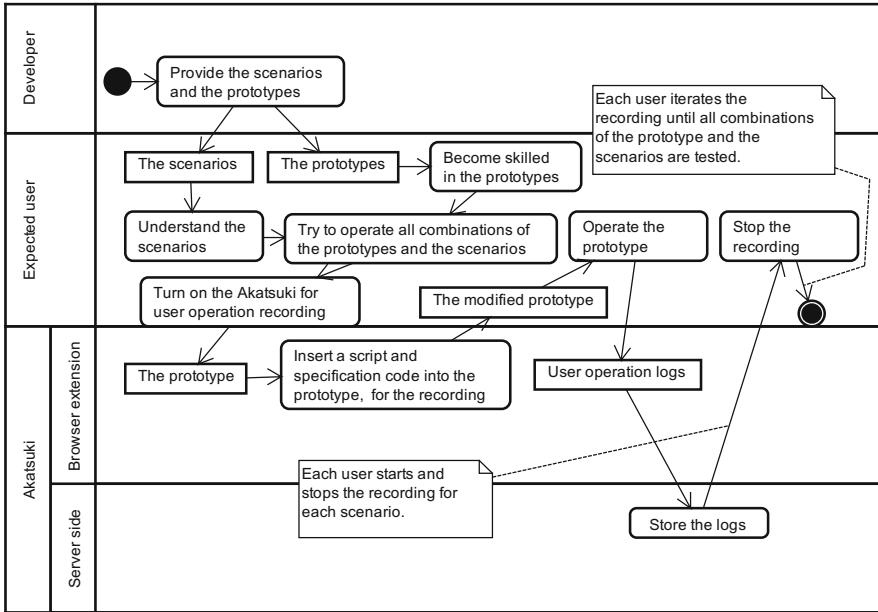 Developer
Provide the scenarios
and the prototypes
Each user iterates the
recording until all combinations
of the prototype and the
scenarios are tested.
Expected user
The scenarios
The prototypes
Become skilled
in the prototypes
Understand the
scenarios
Try to operate all combinations of
the prototypes and the scenarios
Operate the
prototype
Stop the
recording
Turn on the Akatsuki for
user operation recording
The modified prototype
Akatsuki
Browser extension
The prototype
Insert a script and
specification code into the
prototype, for the recording
User operation logs
Each user starts and
stops the recording for
each scenario.
Server side
Store the logs